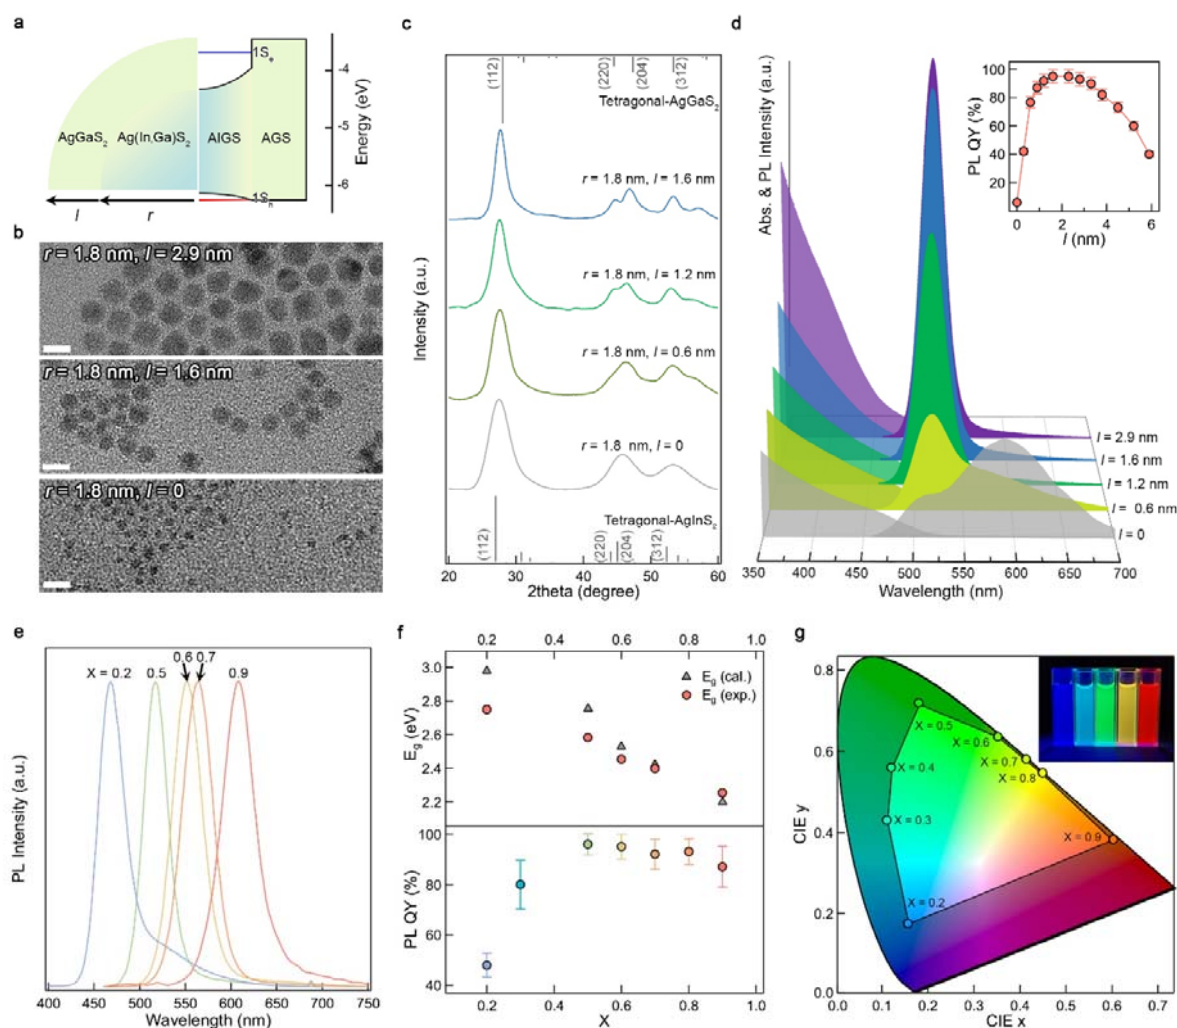 a
1S
e
AgGaS2
Ag(In,Ga)S2
AIGS
AGS
1S
h
l
r
-4
-5
-6
Energy (eV)
b
r = 1.8 nm, l = 2.9 nm
r = 1.8 nm, l = 1.6 nm
r = 1.8 nm, l = 0
c
(112)
(220)
(204)
(312)
Tetragonal-AgGaS2
r = 1.8 nm, l = 1.6 nm
r = 1.8 nm, l = 1.2 nm
r = 1.8 nm, l = 0.6 nm
r = 1.8 nm, l = 0
Tetragonal-AgInS2
(112)
(220)
(204)
(312)
Intensity (a.u.)
20 30 40 50 60
2theta (degree)
d
Abs. & PL Intensity (a.u.)
PL QY (%)
100
80
60
40
20
0 2 4 6
l (nm)
l = 2.9 nm
l = 1.6 nm
l = 1.2 nm
l = 0.6 nm
l = 0
350 400 450 500 550 600 650 700
Wavelength (nm)
e
X = 0.2 0.5 0.6 0.7 0.9
PL Intensity (a.u.)
400 450 500 550 600 650 700 750
Wavelength (nm)
f
0.2 0.4 0.6 0.8 1.0
Eg (cal.)
Eg (exp.)
Eg (eV)
3.0
2.8
2.6
2.4
2.2
PL QY (%)
100
80
60
40
0.2 0.4 0.6 0.8 1.0
X
g
CIE y
0.8
0.6
0.4
0.2
0.0
X = 0.5
X = 0.6
X = 0.7
X = 0.8
X = 0.4
X = 0.3
X = 0.9
X = 0.2
0.0 0.1 0.2 0.3 0.4 0.5 0.6 0.7
CIE x